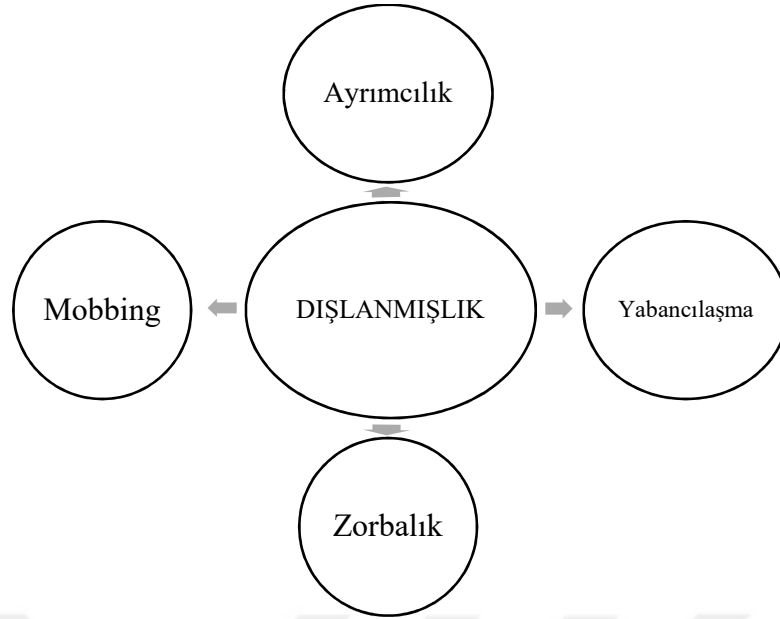 Ayrımcılık
Mobbing
DIŞLANMIŞLIK
Yabancılaşma
Zorbalık